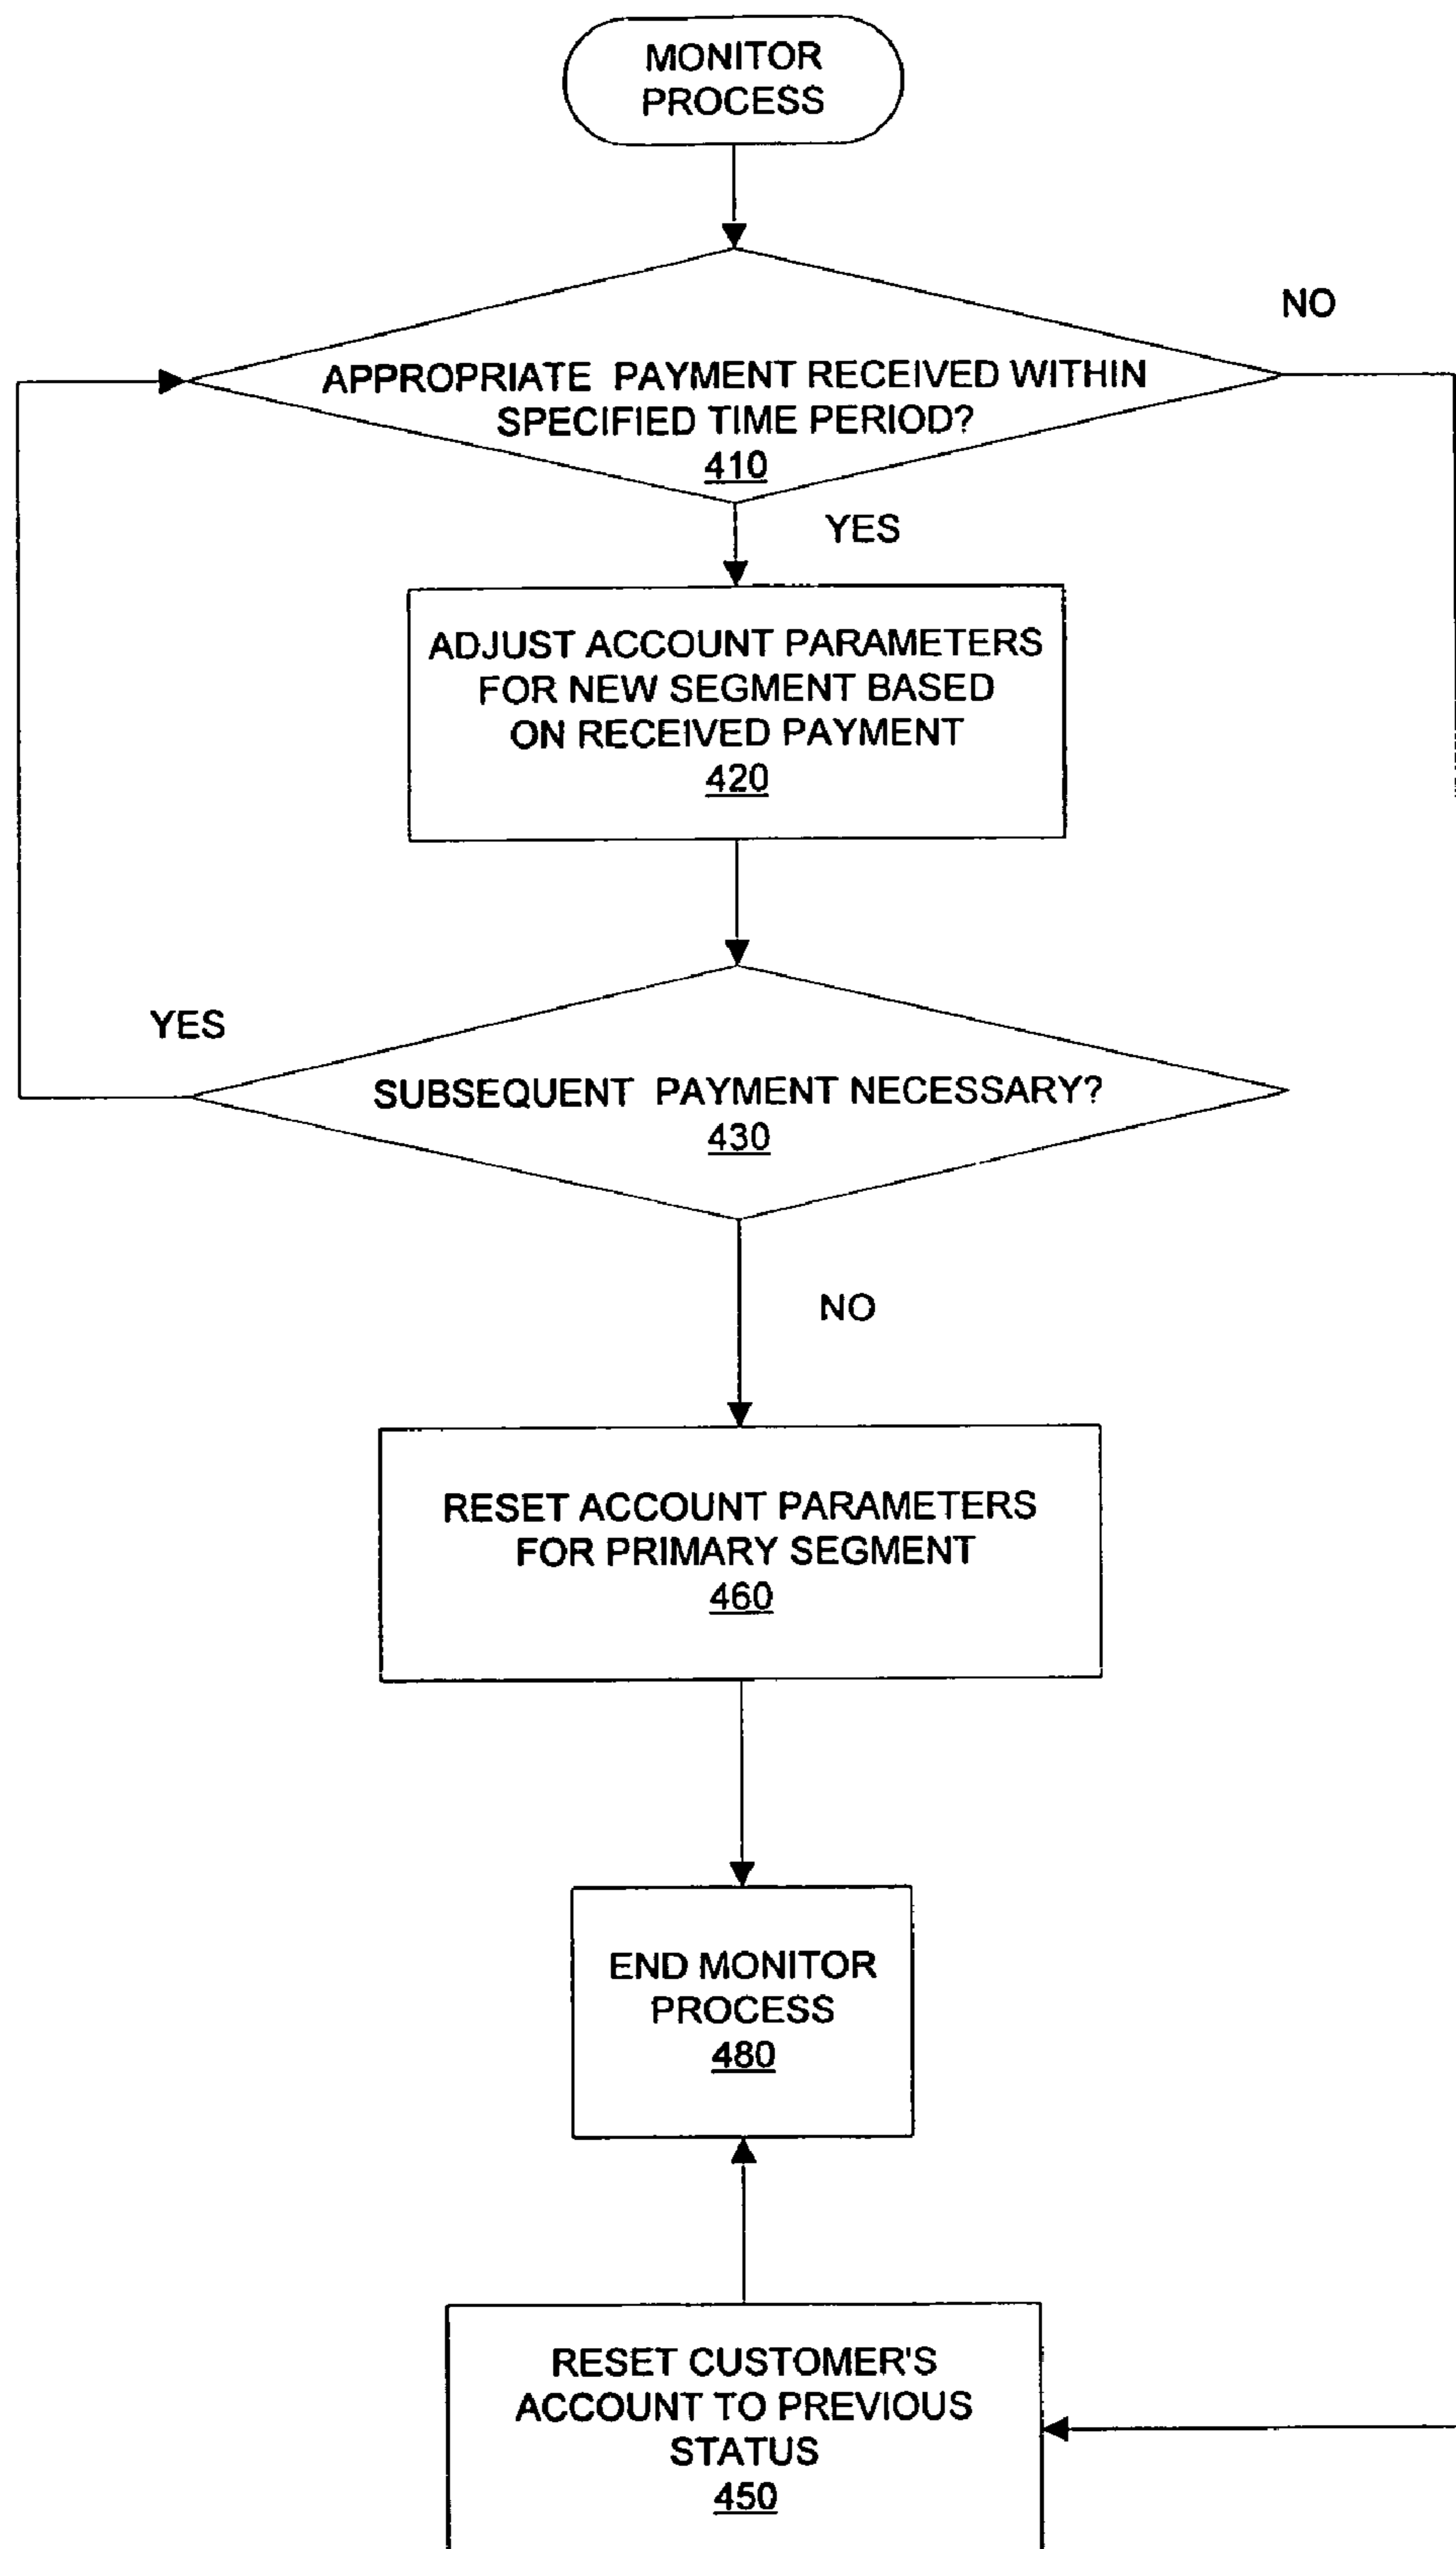 MONITOR
PROCESS
NO
APPROPRIATE PAYMENT RECEIVED WITHIN
SPECIFIED TIME PERIOD?
410
YES
ADJUST ACCOUNT PARAMETERS
FOR NEW SEGMENT BASED
ON RECEIVED PAYMENT
420
YES
SUBSEQUENT PAYMENT NECESSARY?
430
NO
RESET ACCOUNT PARAMETERS
FOR PRIMARY SEGMENT
460
END MONITOR
PROCESS
480
RESET CUSTOMER'S
ACCOUNT TO PREVIOUS
STATUS
450